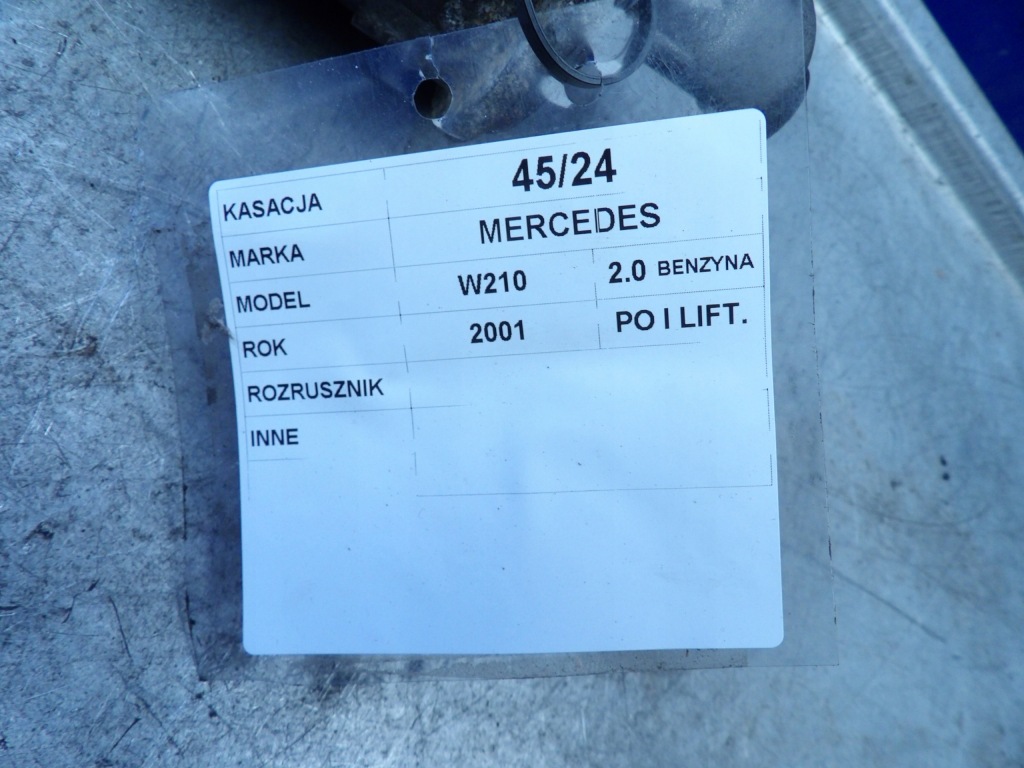 KASACJA 45/24
MARKA MERCEDES
MODEL W210 2.0 BENZYNA
ROK 2001 PO I LIFT.
ROZRUSZNIK
INNE